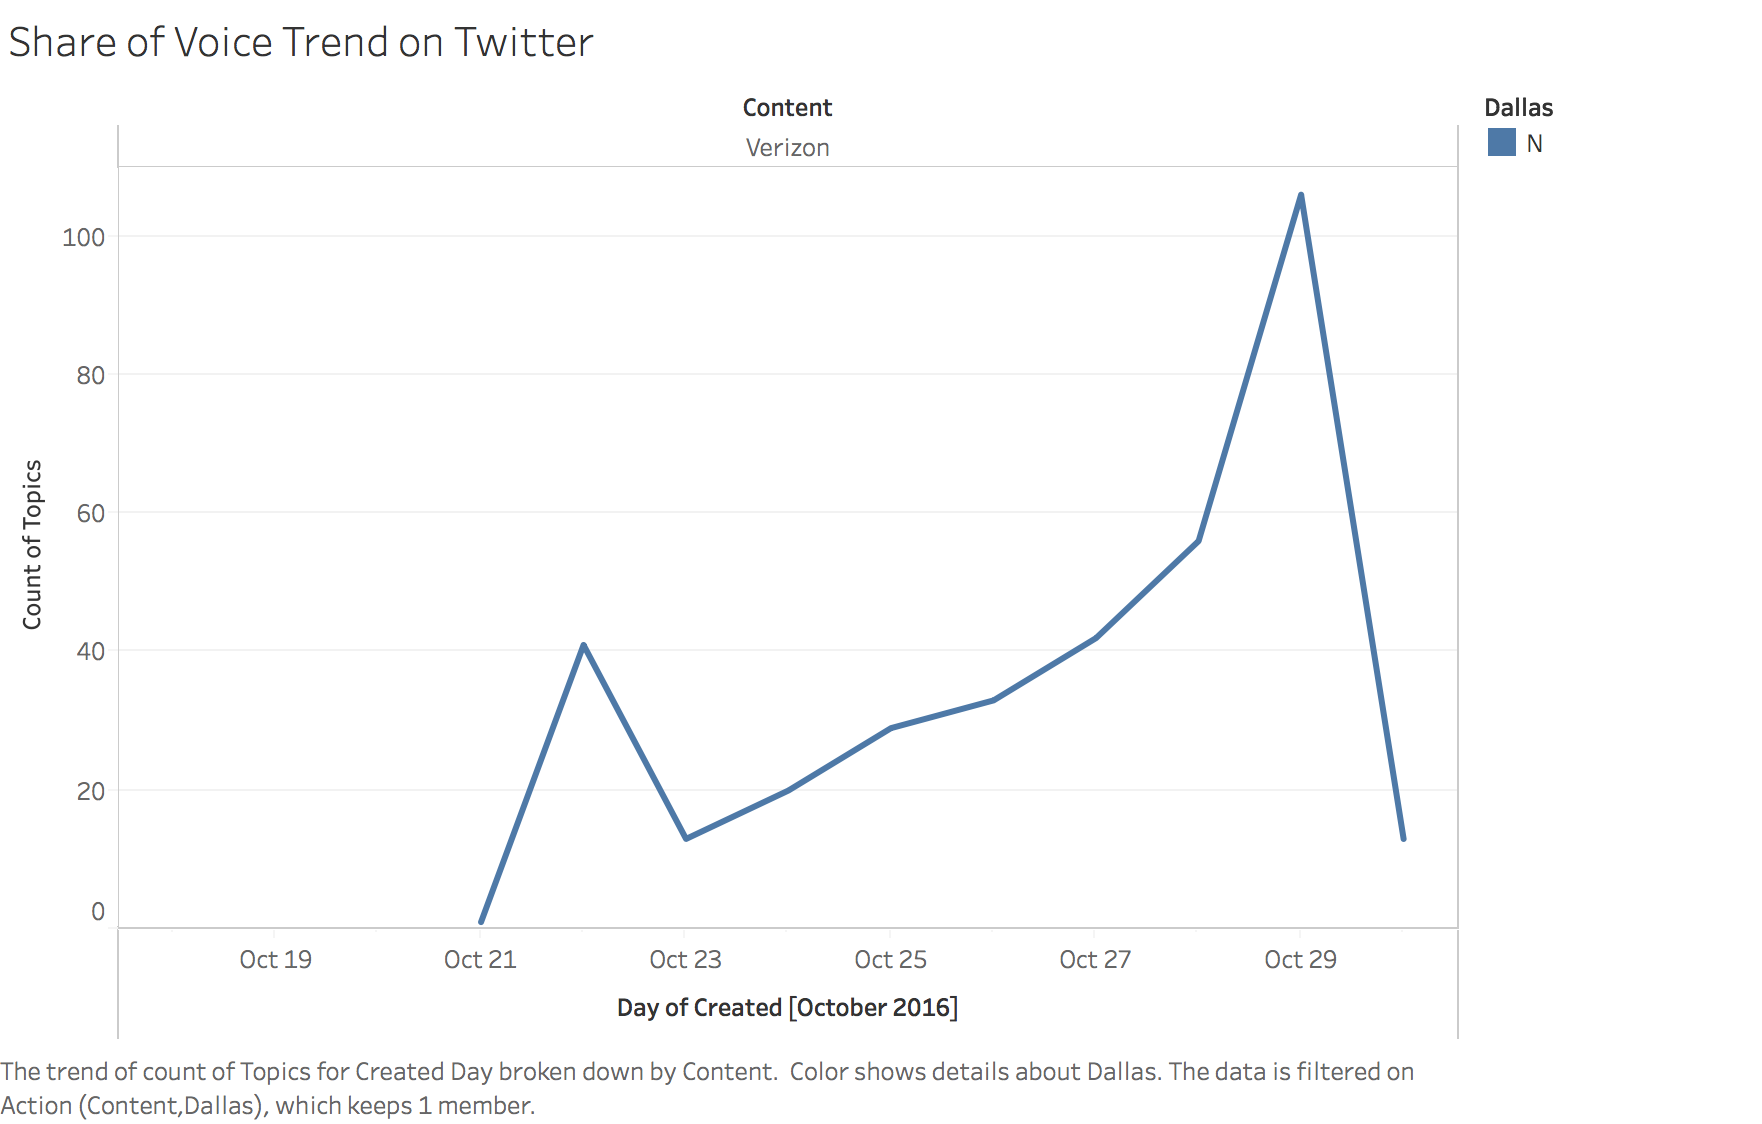 Share of Voice Trend on Twitter
Content
Verizon
Dallas
N
100
80
60
40
20
0
Count of Topics
Oct 19
Oct 21
Oct 23
Oct 25
Oct 27
Oct 29
Day of Created [October 2016]
The trend of count of Topics for Created Day broken down by Content.  Color shows details about Dallas. The data is filtered on
Action (Content,Dallas), which keeps 1 member.